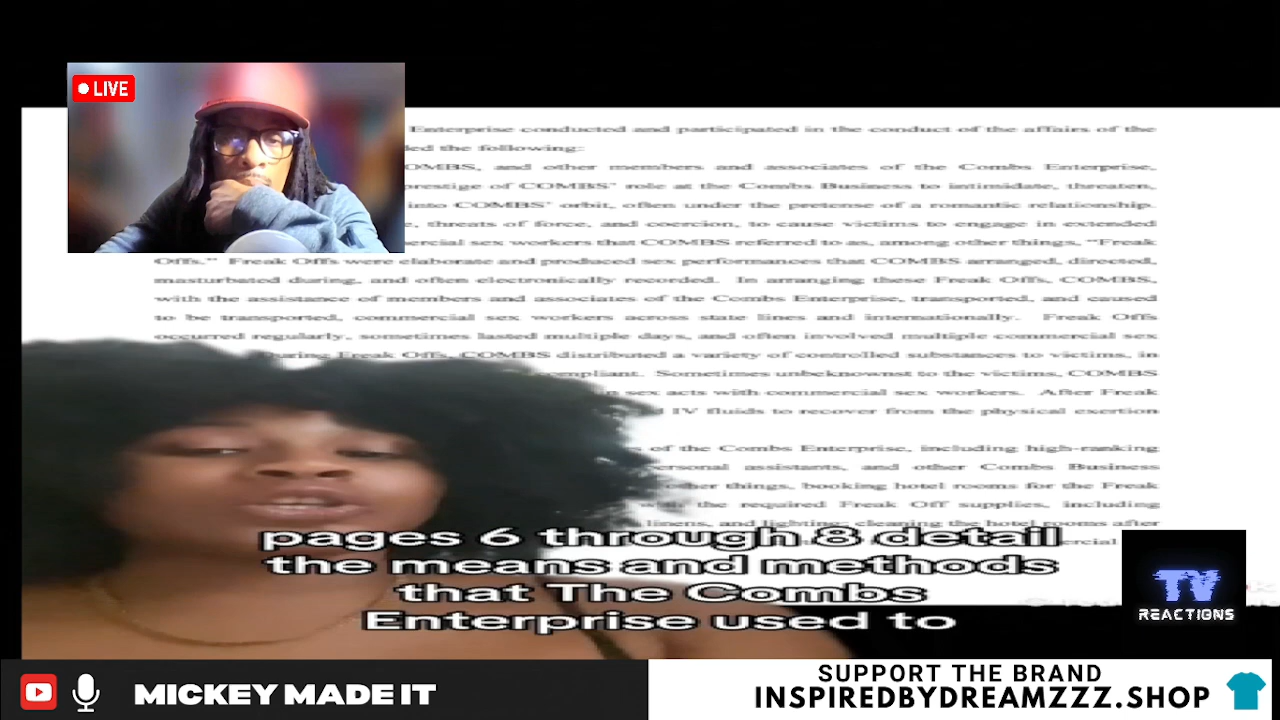 LIVE
Enterprise conducted and participated in the conduct of the affairs of the
the following:
COMBS, and other members and associates of the Combs Enterprise,
prestige of COMBS' role at the Combs Business to intimidate, threaten,
into COMBS' orbit, often under the pretense of a romantic relationship.
threats of force, and coercion, to cause victims to engage in extended
sex workers that COMBS referred to as, among other things, "Freak
Offs." Freak Offs were elaborate and produced sex performances that COMBS arranged, directed,
masturbated during, and often electronically recorded. In arranging these Freak Offs, COMBS,
with the assistance of members and associates of the Combs Enterprise, transported, and caused
to be transported, commercial sex workers across state lines and internationally. Freak Offs
occurred regularly, sometimes lasted multiple days, and often involved multiple commercial sex
During Freak Offs, COMBS distributed a variety of controlled substances to victims, in
Sometimes unbeknownst to the victims, COMBS
sex acts with commercial sex workers. After Freak
IV fluids to recover from the physical exertion
of the Combs Enterprise, including high-ranking
assistants, and other Combs Business
things, booking hotel rooms for the Freak
the required Freak Off supplies, including
linens, and lighting; cleaning the hotel rooms after
pages 6 through 8 detail
the means and methods
that The Combs
Enterprise used to
TV
REACTIONS
MICKEY MADE IT
SUPPORT THE BRAND
INSPIREDBYDREAMZZZ.SHOP